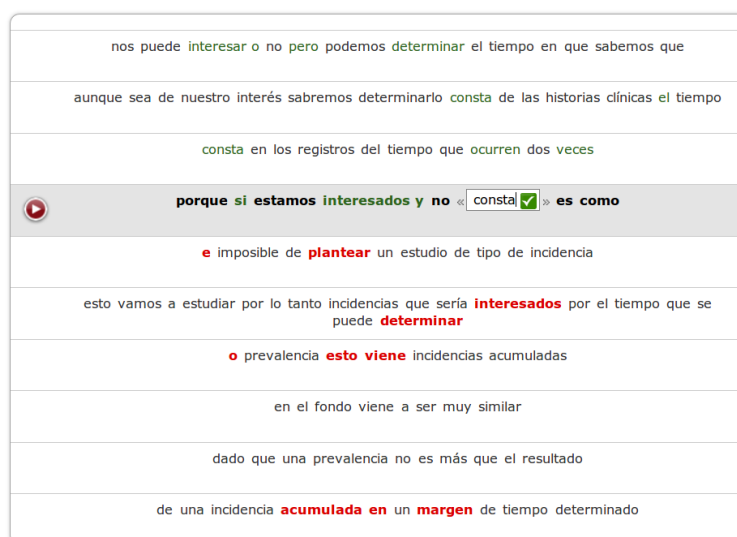 nos puede interesar o no pero podemos determinar el tiempo en que sabemos que
aunque sea de nuestro interés sabremos determinarlo consta de las historias clínicas el tiempo
consta en los registros del tiempo que ocurren dos veces
porque si estamos interesados y no « consta » es como
e imposible de plantear un estudio de tipo de incidencia
esto vamos a estudiar por lo tanto incidencias que sería interesados por el tiempo que se
puede determinar
o prevalencia esto viene incidencias acumuladas
en el fondo viene a ser muy similar
dado que una prevalencia no es más que el resultado
de una incidencia acumulada en un margen de tiempo determinado